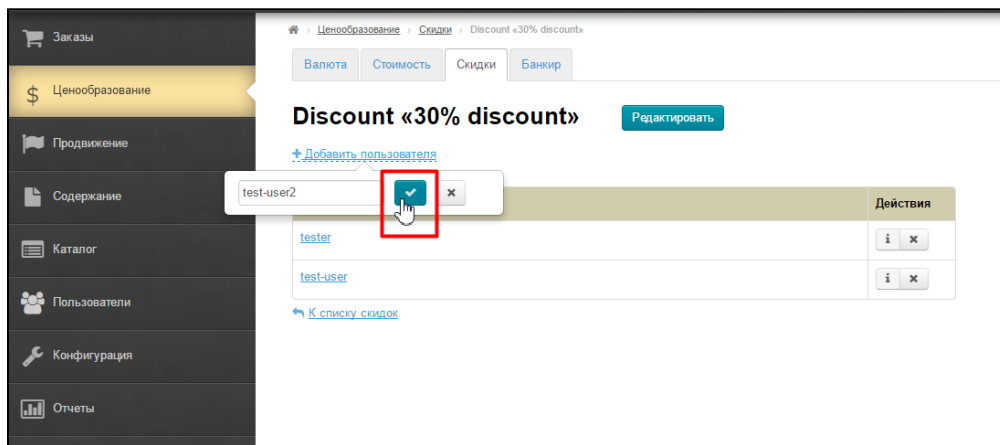 Заказы
Ценообразование
Продвижение
Содержание
Каталог
Пользователи
Конфигурация
Отчеты
Ценообразование › Скидки › Discount «30% discount»
Валюта Стоимость Скидки Банкир
Discount «30% discount» Редактировать
+ Добавить пользователя
test-user2
Действия
tester
test-user
К списку скидок